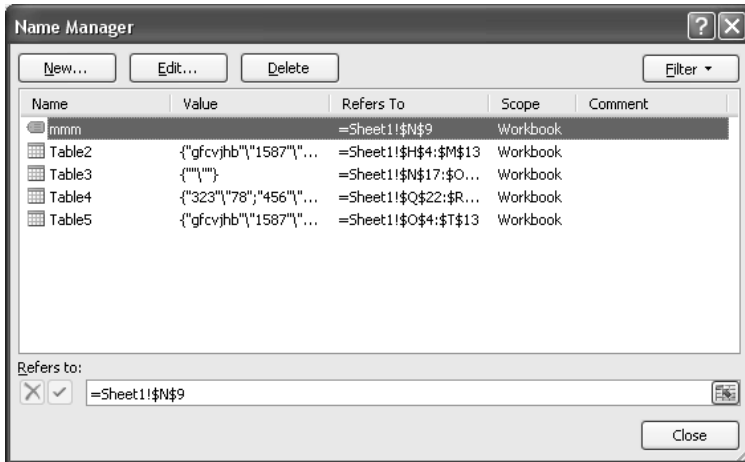 Name Manager
New... Edit... Delete Filter
Name Value Refers To Scope Comment
mmm =Sheet1!$N$9 Workbook
Table2 {"gfcvjhb"\"1587"\"... =Sheet1!$H$4:$M$13 Workbook
Table3 {""\""} =Sheet1!$N$17:$O... Workbook
Table4 {"323"\"78";"456"\"... =Sheet1!$Q$22:$R... Workbook
Table5 {"gfcvjhb"\"1587"\"... =Sheet1!$O$4:$T$13 Workbook
Refers to:
=Sheet1!$N$9
Close